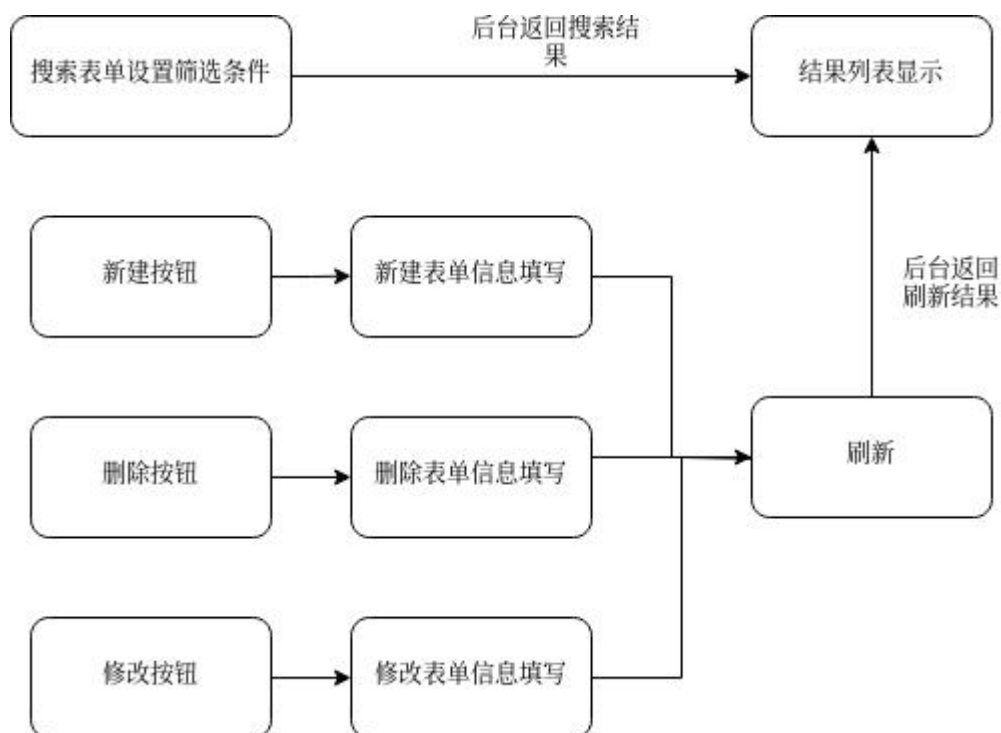 后台返回搜索结
果
搜索表单设置筛选条件
结果列表显示
新建按钮
新建表单信息填写
后台返回
刷新结果
删除按钮
删除表单信息填写
刷新
修改按钮
修改表单信息填写